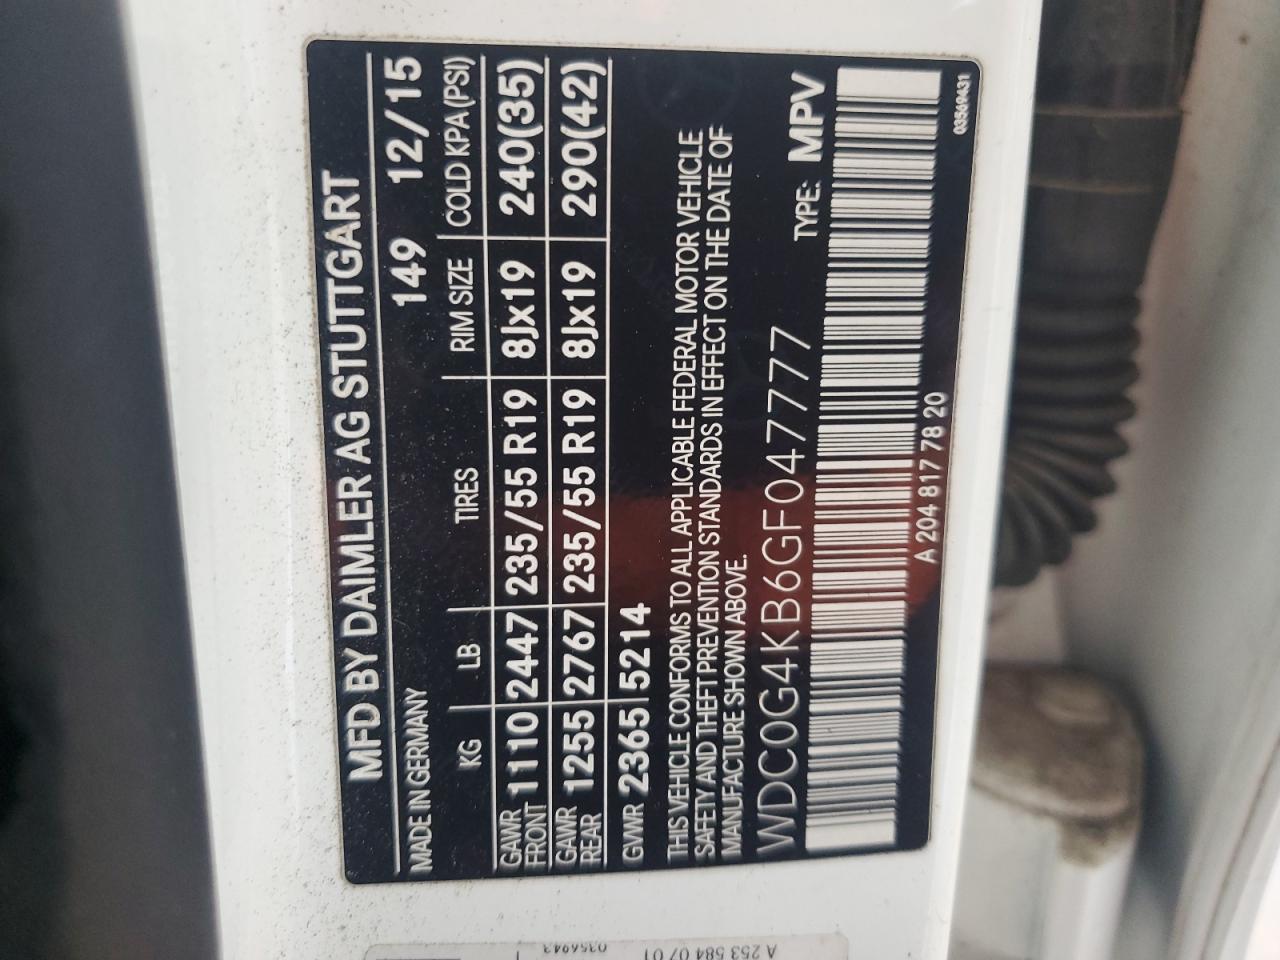 MFD BY DAIMLER AG STUTTGART
MADE IN GERMANY 149 12/15
KG LB TIRES RIM SIZE COLD KPA (PSI)
GAWR FRONT 1110 2447 235/55 R19 8Jx19 240(35)
GAWR REAR 1255 2767 235/55 R19 8Jx19 290(42)
GVWR 2365 5214
THIS VEHICLE CONFORMS TO ALL APPLICABLE FEDERAL MOTOR VEHICLE
SAFETY AND THEFT PREVENTION STANDARDS IN EFFECT ON THE DATE OF
MANUFACTURE SHOWN ABOVE.
WDC0G4KB6GF047777 TYPE: MPV
A 204 817 78 20
03569431
A 253 584 07 01
0356943